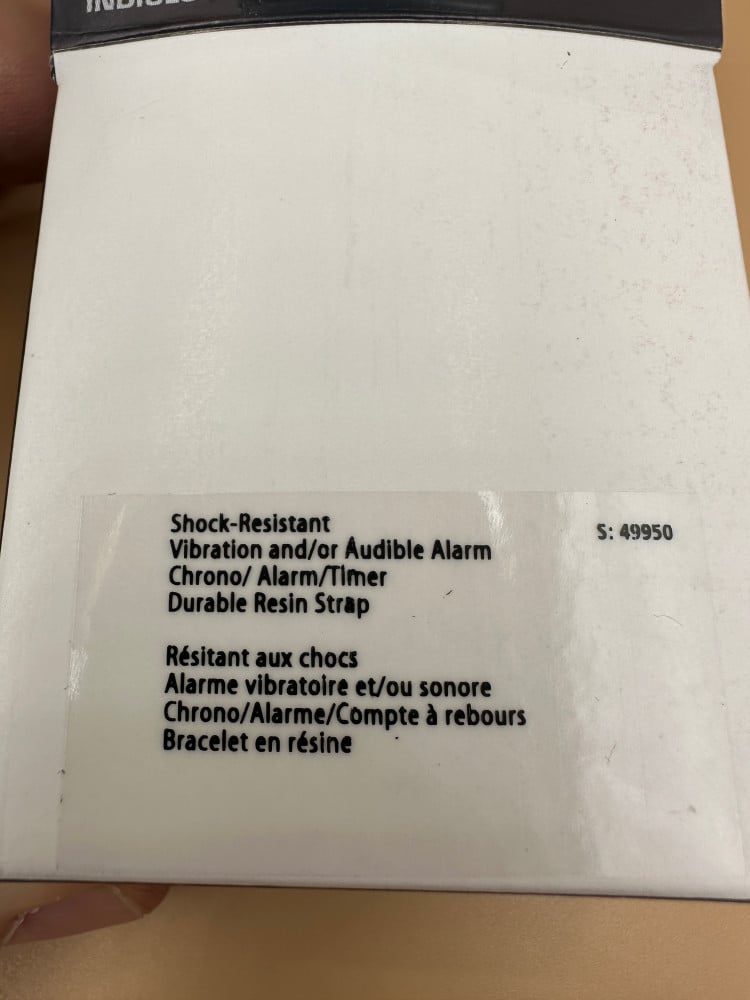 Shock-Resistant
S: 49950
Vibration and/or Audible Alarm
Chrono/ Alarm/Timer
Durable Resin Strap
Résitant aux chocs
Alarme vibratoire et/ou sonore
Chrono/Alarme/Compte à rebours
Bracelet en résine